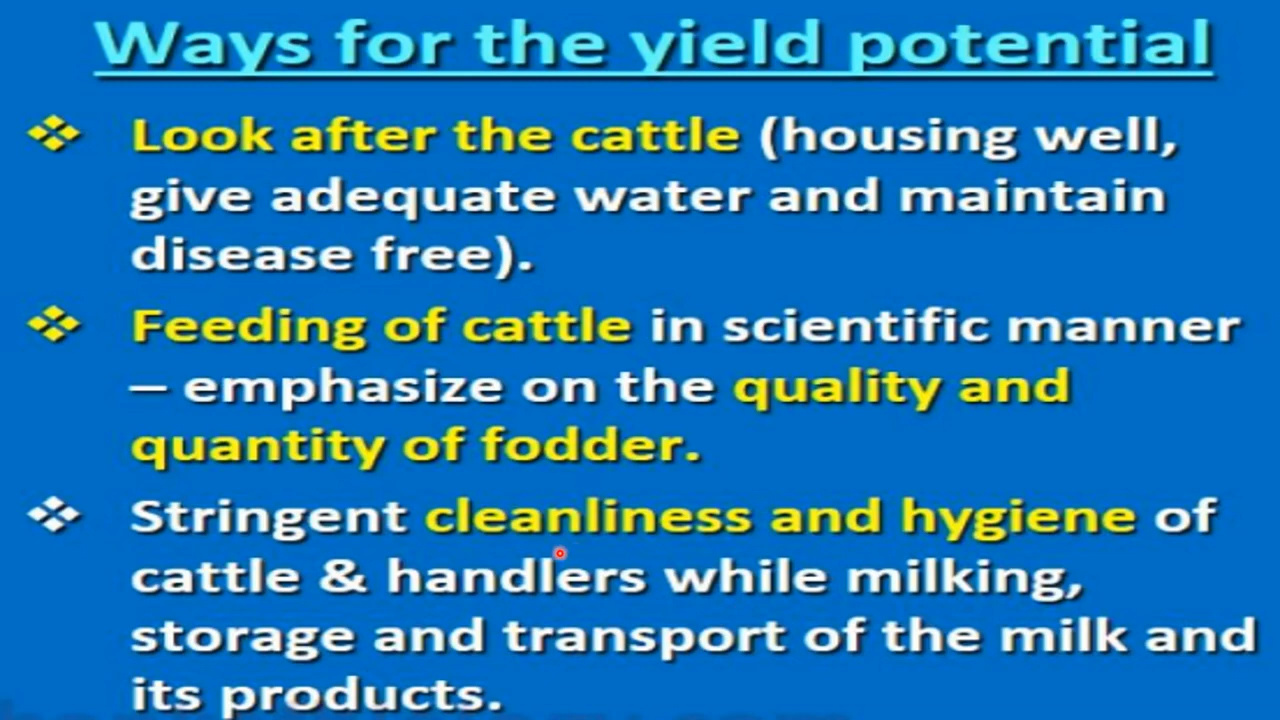 Ways for the yield potential
❖ Look after the cattle (housing well,
give adequate water and maintain
disease free).
❖ Feeding of cattle in scientific manner
– emphasize on the quality and
quantity of fodder.
❖ Stringent cleanliness and hygiene of
cattle & handlers while milking,
storage and transport of the milk and
its products.